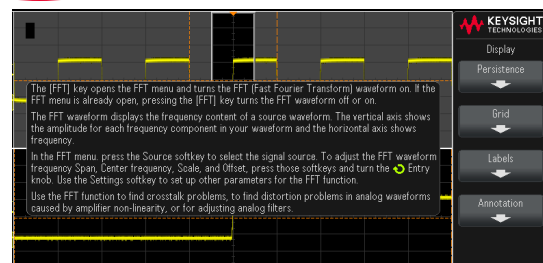 KEYSIGHT
TECHNOLOGIES
Display
Persistence
Grid
Labels
Annotation
The [FFT] key opens the FFT menu and turns the FFT (Fast Fourier Transform) waveform on. If the
FFT menu is already open, pressing the [FFT] key turns the FFT waveform off or on.
The FFT waveform displays the frequency content of a source waveform. The vertical axis shows
the amplitude for each frequency component in your waveform and the horizontal axis shows
frequency.
In the FFT menu, press the Source softkey to select the signal source. To adjust the FFT waveform
frequency Span, Center frequency, Scale, and Offset, press those softkeys and turn the Entry
knob. Use the Settings softkey to set up other parameters for the FFT function.
Use the FFT function to find crosstalk problems, to find distortion problems in analog waveforms
caused by amplifier non-linearity, or for adjusting analog filters.